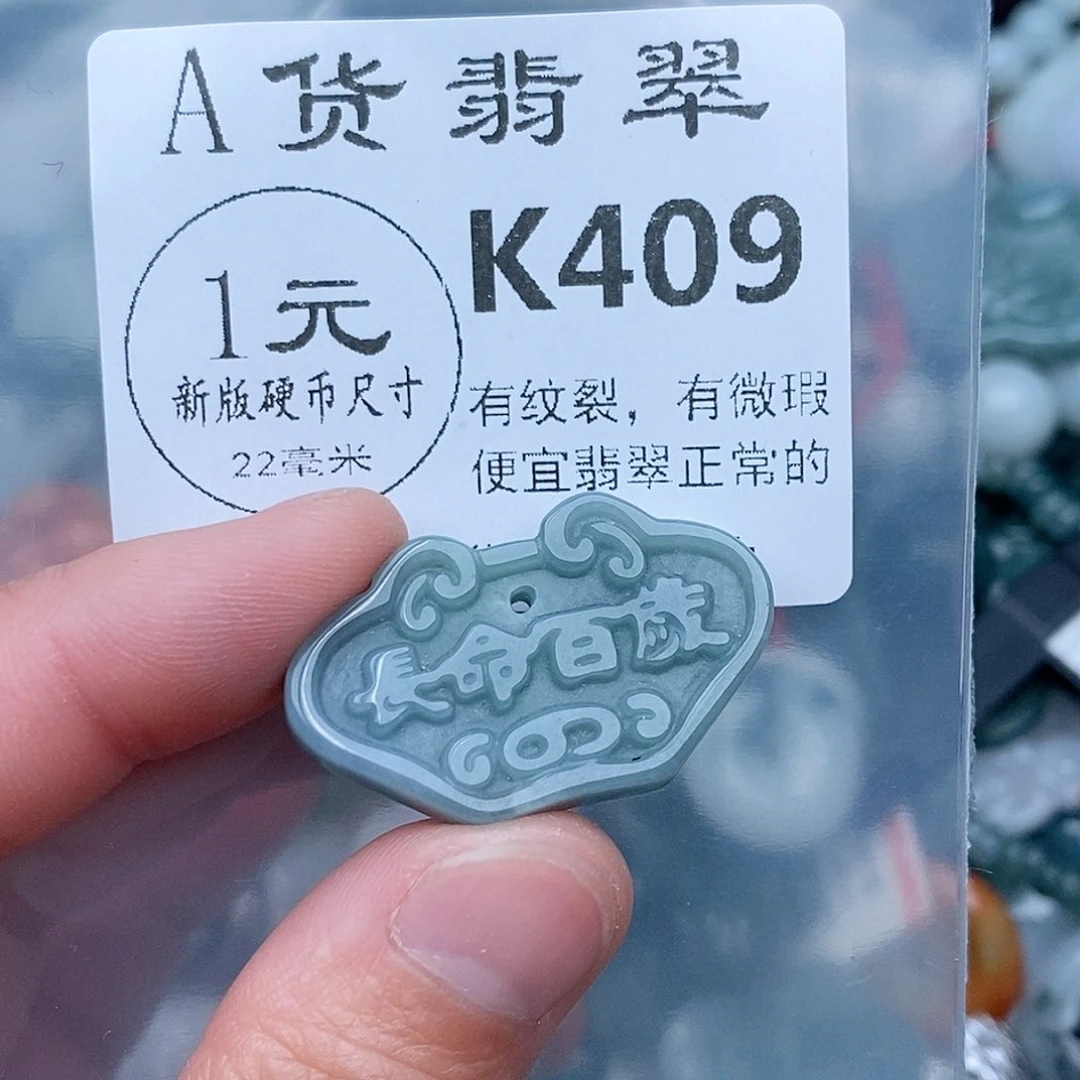 A货翡翠
K409
1元
新版硬币尺寸
22毫米
有纹裂，有微瑕
便宜翡翠正常的
长命百岁